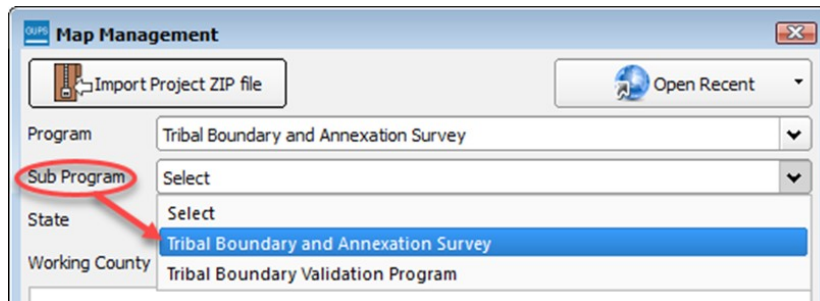 GUPS Map Management
Import Project ZIP file
Open Recent
Program Tribal Boundary and Annexation Survey
Sub Program Select
State Select
Tribal Boundary and Annexation Survey
Working County Tribal Boundary Validation Program